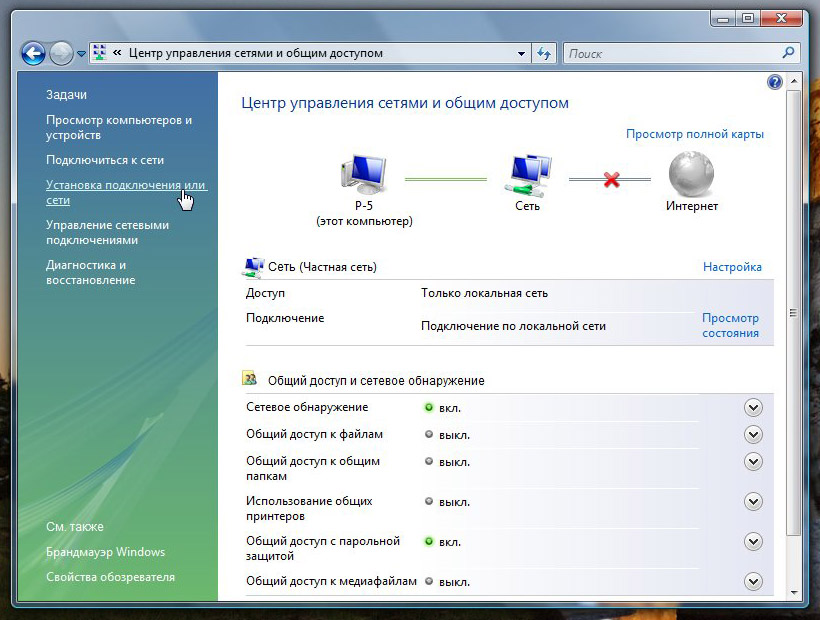 « Центр управления сетями и общим доступом
Поиск
Задачи
Просмотр компьютеров и
устройств
Подключиться к сети
Установка подключения или
сети
Управление сетевыми
подключениями
Диагностика и
восстановление
См. также
Брандмауэр Windows
Свойства обозревателя
Центр управления сетями и общим доступом
Просмотр полной карты
P-5
(этот компьютер)
Сеть
Интернет
Сеть (Частная сеть)
Настройка
Доступ
Только локальная сеть
Подключение
Подключение по локальной сети
Просмотр
состояния
Общий доступ и сетевое обнаружение
Сетевое обнаружение
вкл.
Общий доступ к файлам
выкл.
Общий доступ к общим
папкам
выкл.
Использование общих
принтеров
выкл.
Общий доступ с парольной
защитой
вкл.
Общий доступ к медиафайлам
выкл.